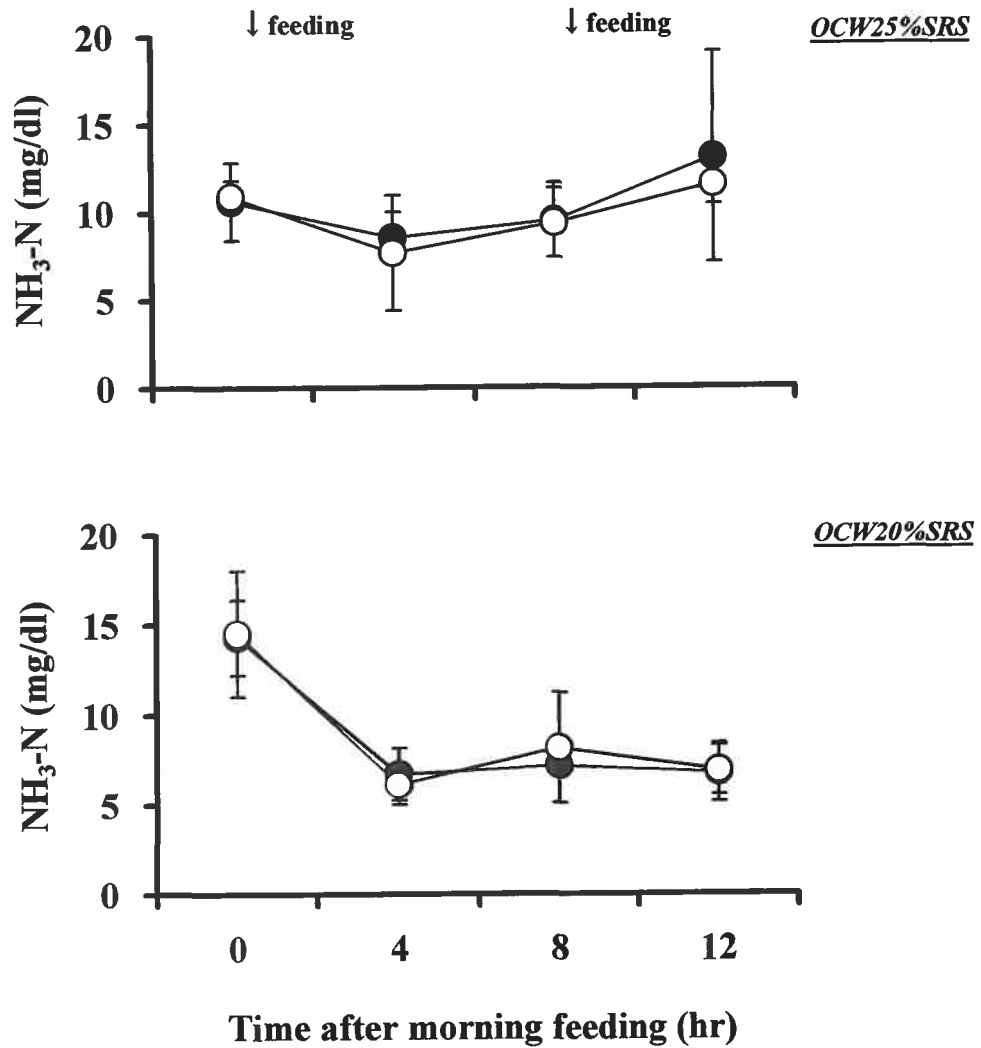 ↓ feeding ↓ feeding OCW25%SRS
20
15
10
5
0
NH₃-N (mg/dl)
OCW20%SRS
20
15
10
5
0
NH₃-N (mg/dl)
0 4 8 12
Time after morning feeding (hr)